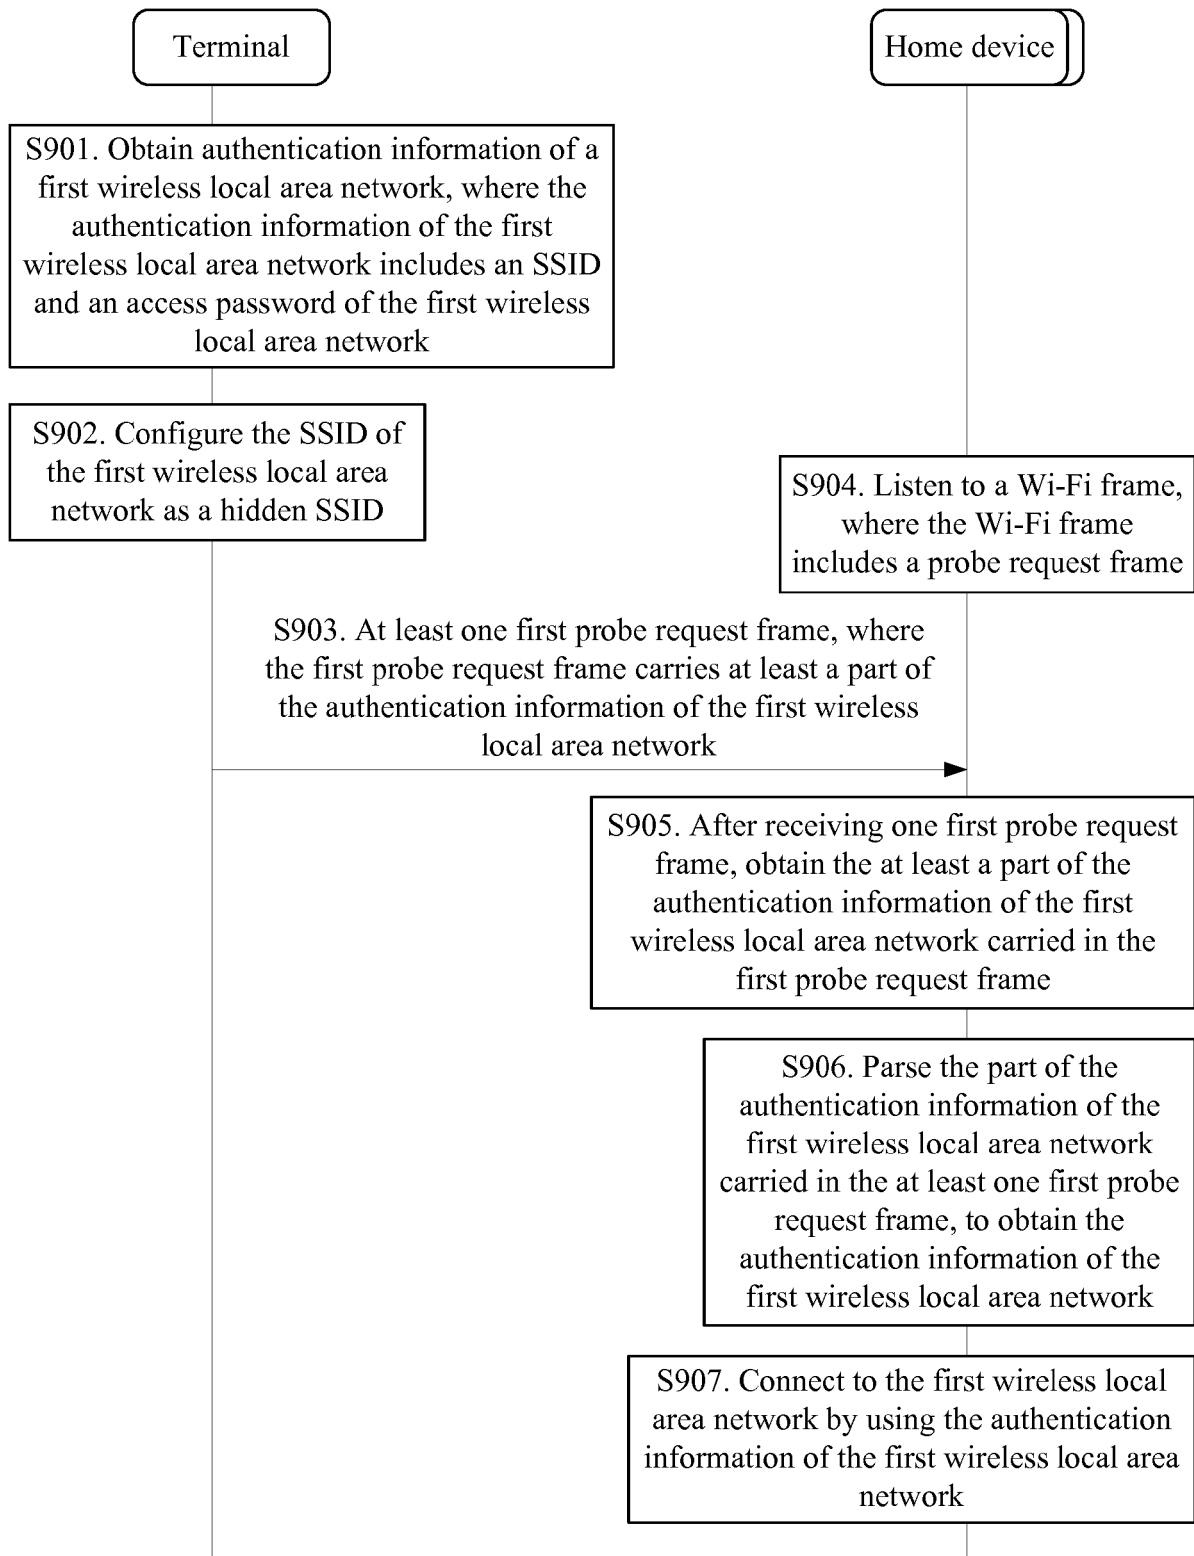 Terminal
Home device
S901. Obtain authentication information of a
first wireless local area network, where the
authentication information of the first
wireless local area network includes an SSID
and an access password of the first wireless
local area network
S902. Configure the SSID of
the first wireless local area
network as a hidden SSID
S904. Listen to a Wi-Fi frame,
where the Wi-Fi frame
includes a probe request frame
S903. At least one first probe request frame, where
the first probe request frame carries at least a part of
the authentication information of the first wireless
local area network
S905. After receiving one first probe request
frame, obtain the at least a part of the
authentication information of the first
wireless local area network carried in the
first probe request frame
S906. Parse the part of the
authentication information of the
first wireless local area network
carried in the at least one first probe
request frame, to obtain the
authentication information of the
first wireless local area network
S907. Connect to the first wireless local
area network by using the authentication
information of the first wireless local area
network